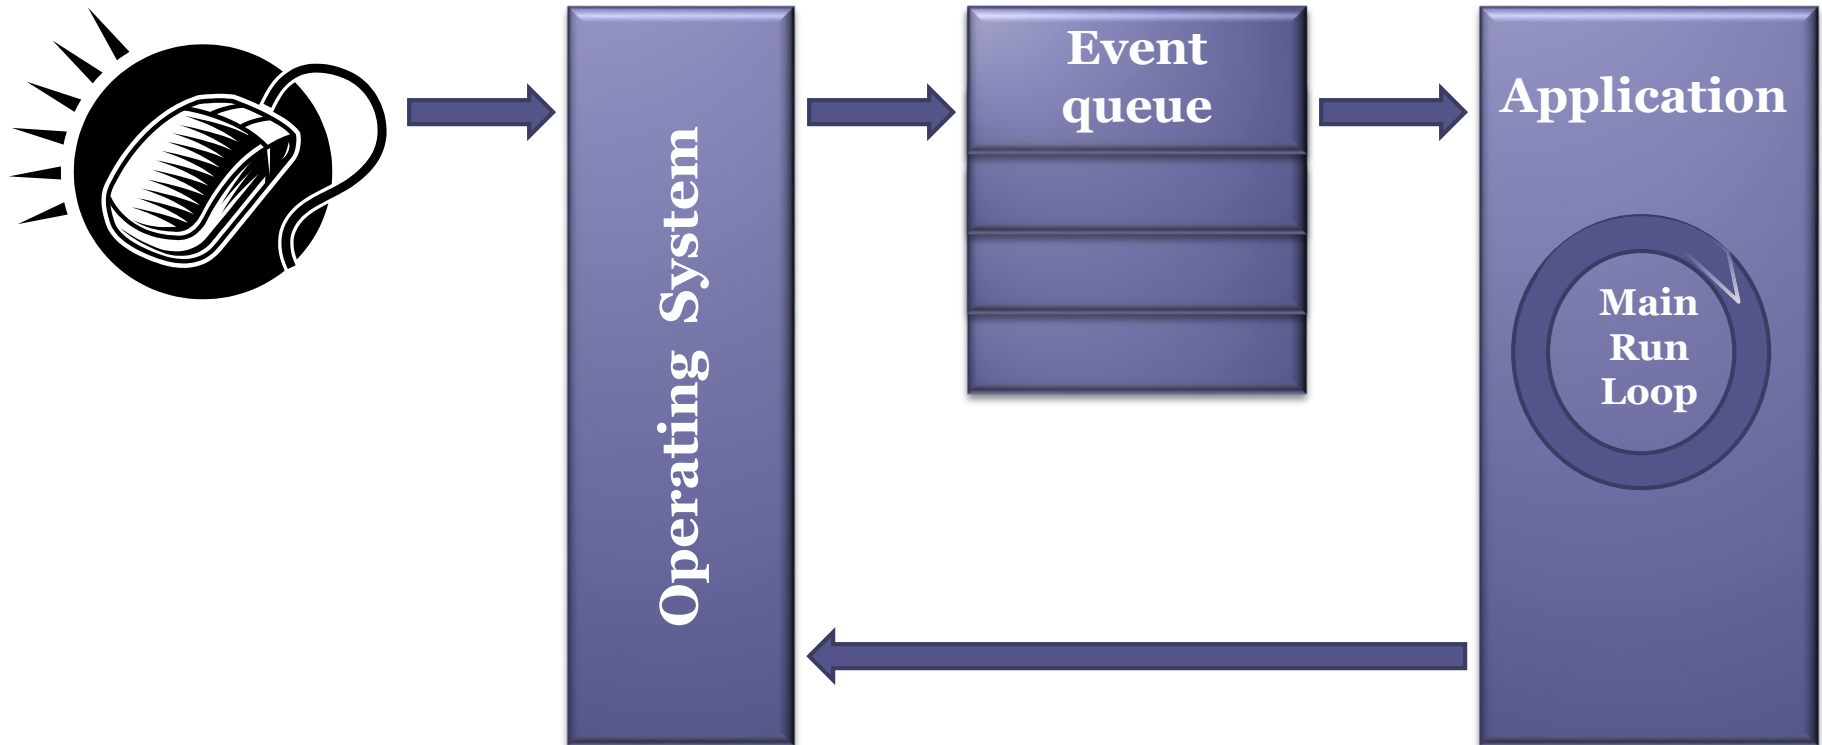 Operating System
Event
queue
Application
Main
Run
Loop